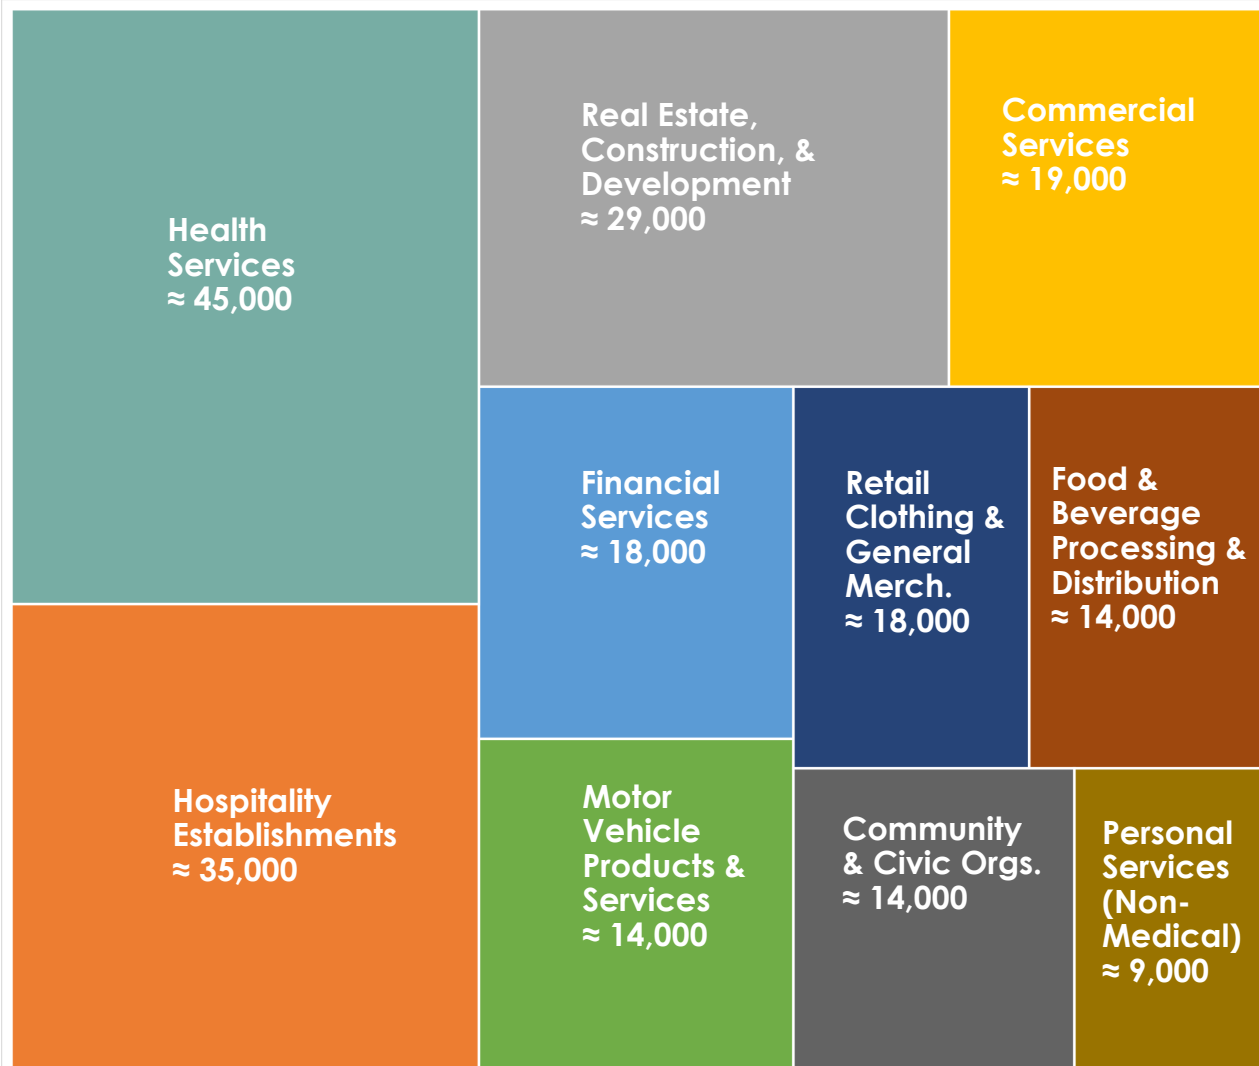 Health
Services
≈ 45,000
Real Estate,
Construction, &
Development
≈ 29,000
Commercial
Services
≈ 19,000
Financial
Services
≈ 18,000
Retail
Clothing &
General
Merch.
≈ 18,000
Food &
Beverage
Processing &
Distribution
≈ 14,000
Hospitality
Establishments
≈ 35,000
Motor
Vehicle
Products &
Services
≈ 14,000
Community
& Civic Orgs.
≈ 14,000
Personal
Services
(Non-
Medical)
≈ 9,000